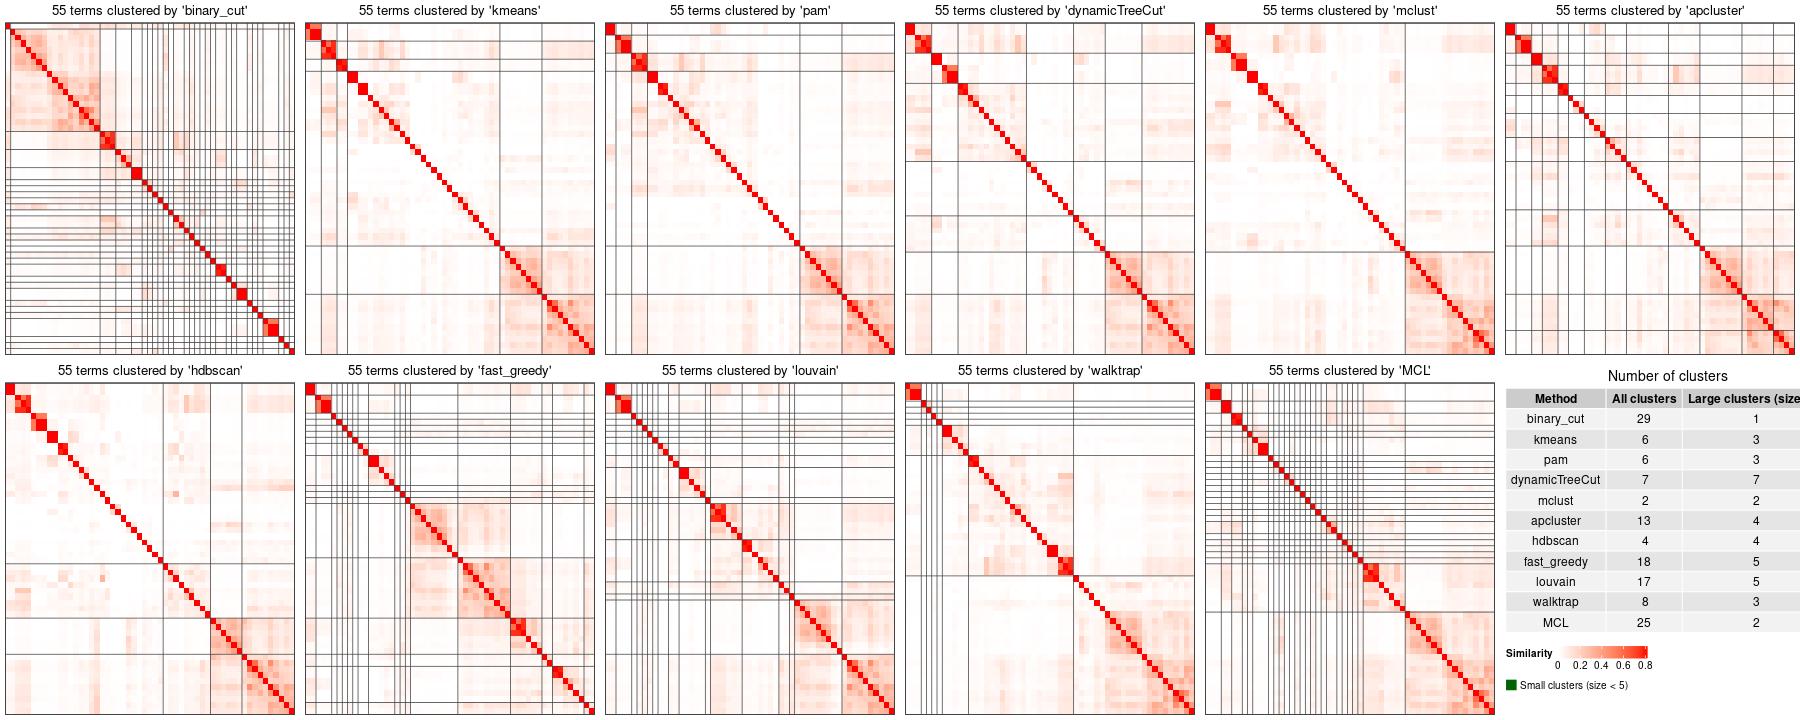 55 terms clustered by 'binary_cut'
55 terms clustered by 'kmeans'
55 terms clustered by 'pam'
55 terms clustered by 'dynamicTreeCut'
55 terms clustered by 'mclust'
55 terms clustered by 'apcluster'
55 terms clustered by 'hdbscan'
55 terms clustered by 'fast_greedy'
55 terms clustered by 'louvain'
55 terms clustered by 'walktrap'
55 terms clustered by 'MCL'
Number of clusters
Method All clusters Large clusters (size
binary_cut 29 1
kmeans 6 3
pam 6 3
dynamicTreeCut 7 7
mclust 2 2
apcluster 13 4
hdbscan 4 4
fast_greedy 18 5
louvain 17 5
walktrap 8 3
MCL 25 2
Similarity
0 0.2 0.4 0.6 0.8
Small clusters (size < 5)